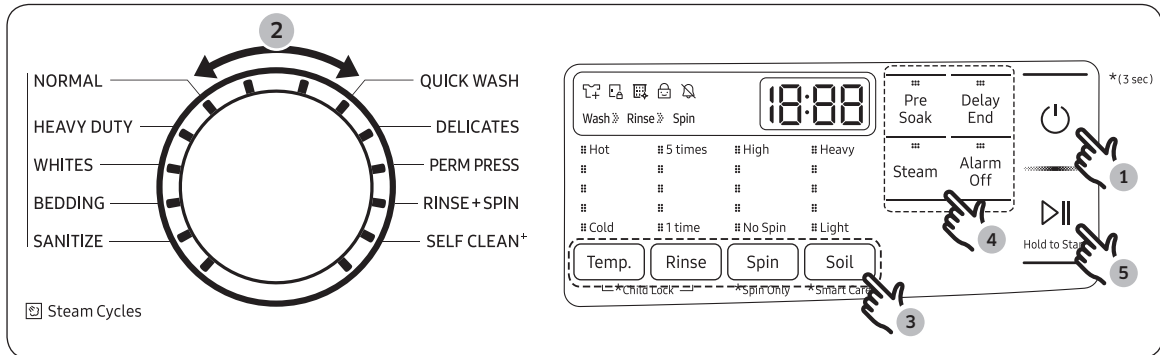 2
NORMAL
QUICK WASH
HEAVY DUTY
DELICATES
WHITES
PERM PRESS
BEDDING
RINSE+SPIN
SANITIZE
SELF CLEAN+
Steam Cycles
Wash Rinse Spin
18:88
Hot 5 times High Heavy
Cold 1 time No Spin Light
Temp. Rinse Spin Soil
*Child Lock *Spin Only *Smart Care
3
Pre Soak
Delay End
Steam
Alarm Off
4
*(3 sec)
1
Hold to Start
5